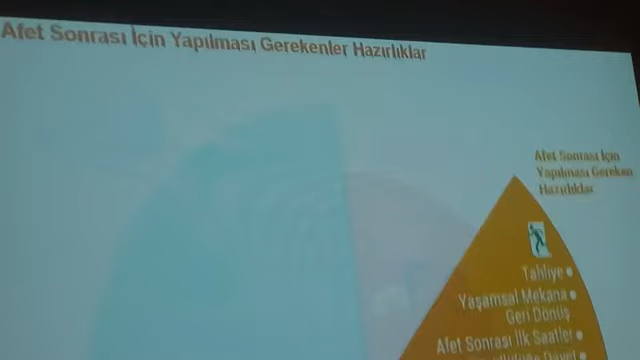 Afet Sonrası İçin Yapılması Gerekenler Hazırlıklar
Afet Sonrası İçin
Yapılması Gereken
Hazırlıklar
Tahliye
Yaşamsal Mekana
Geri Dönüş
Afet Sonrası İlk Saatler